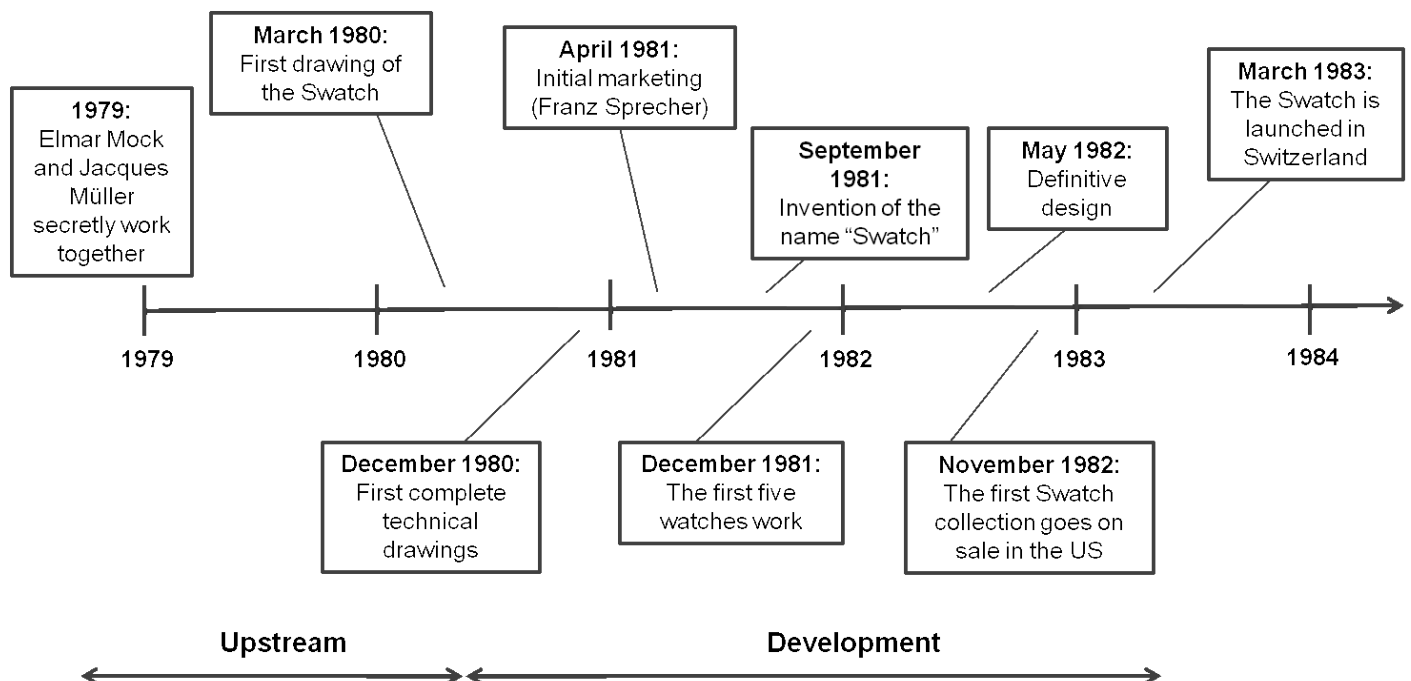 1979:
Elmar Mock
and Jacques
Müller
secretly work
together
March 1980:
First drawing of
the Swatch
April 1981:
Initial marketing
(Franz Sprecher)
September
1981:
Invention of the
name “Swatch”
May 1982:
Definitive
design
March 1983:
The Swatch is
launched in
Switzerland
1979
1980
1981
1982
1983
1984
December 1980:
First complete
technical
drawings
December 1981:
The first five
watches work
November 1982:
The first Swatch
collection goes on
sale in the US
Upstream
Development